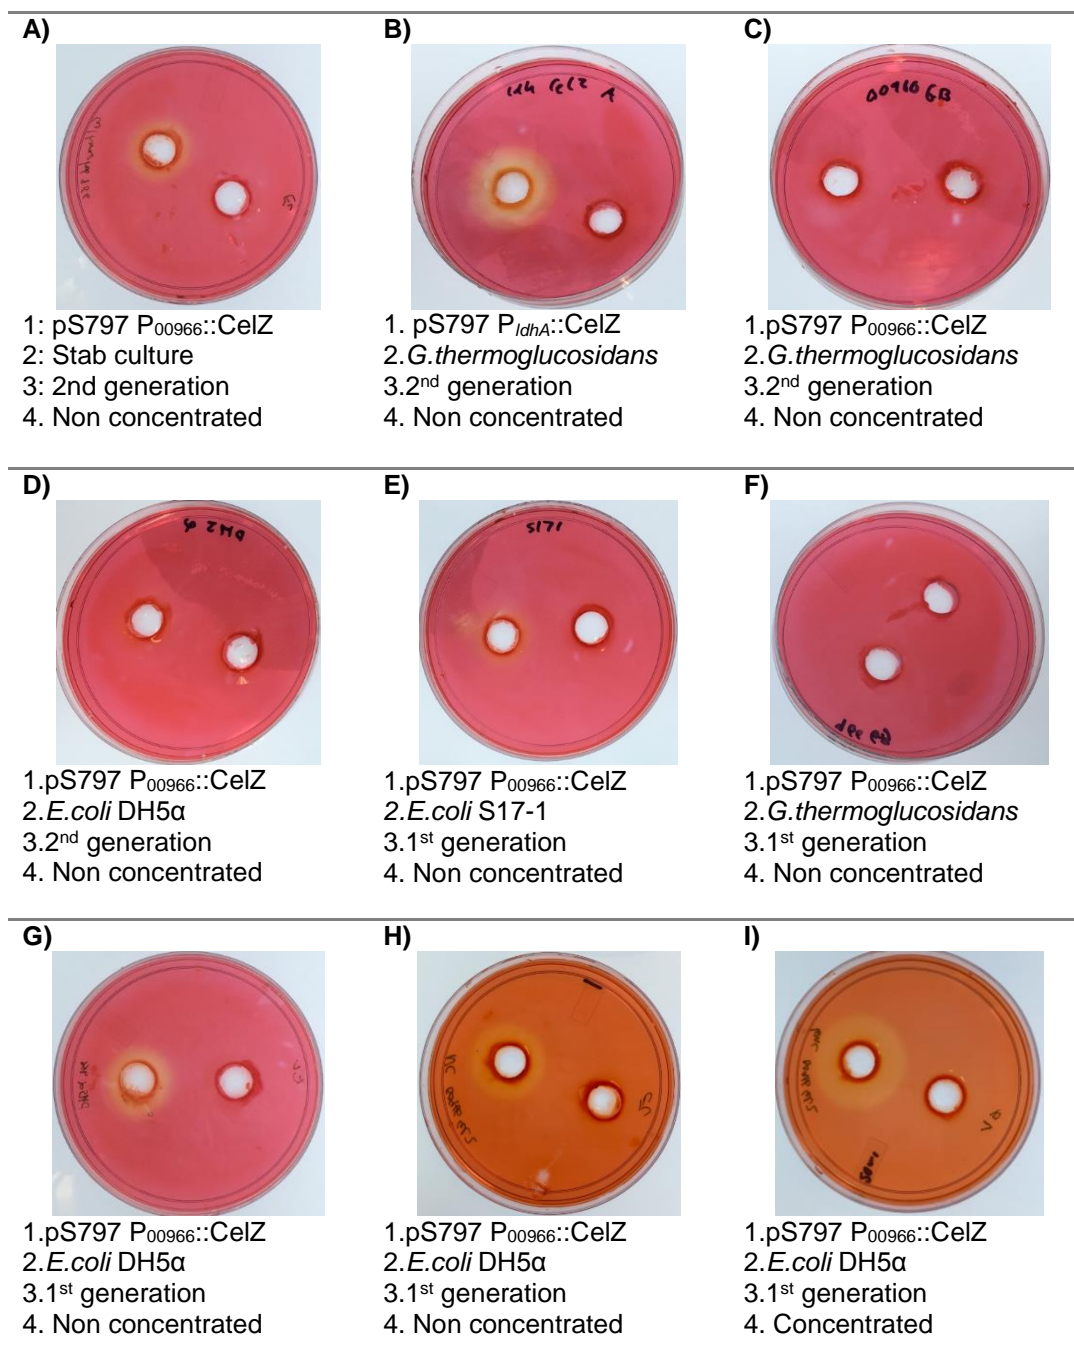 A)
B)
C)
00966 GB
1: pS797 P00966::CelZ
2: Stab culture
3: 2nd generation
4. Non concentrated
1. pS797 PldhA::CelZ
2.G.thermoglucosidans
3.2nd generation
4. Non concentrated
1.pS797 P00966::CelZ
2.G.thermoglucosidans
3.2nd generation
4. Non concentrated
D)
E)
F)
S171
1.pS797 P00966::CelZ
2.E.coli DH5α
3.2nd generation
4. Non concentrated
1.pS797 P00966::CelZ
2.E.coli S17-1
3.1st generation
4. Non concentrated
1.pS797 P00966::CelZ
2.G.thermoglucosidans
3.1st generation
4. Non concentrated
G)
H)
I)
1.pS797 P00966::CelZ
2.E.coli DH5α
3.1st generation
4. Non concentrated
1.pS797 P00966::CelZ
2.E.coli DH5α
3.1st generation
4. Non concentrated
1.pS797 P00966::CelZ
2.E.coli DH5α
3.1st generation
4. Concentrated